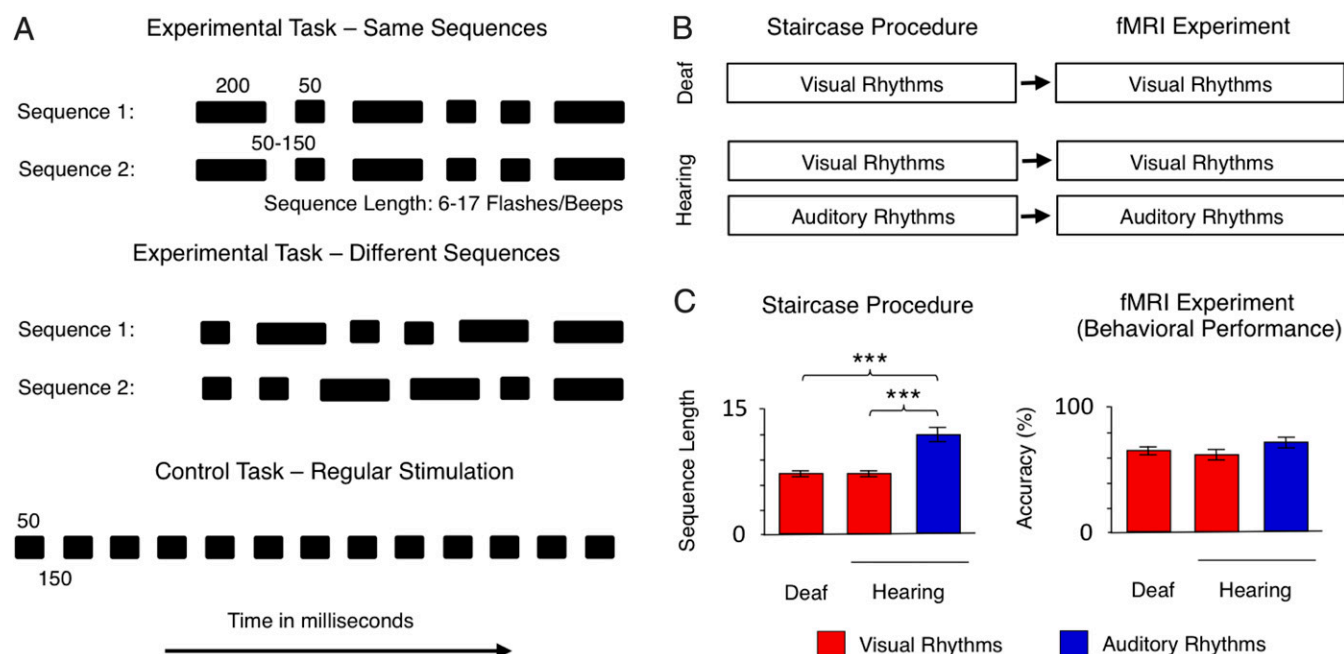 A
Experimental Task – Same Sequences
200 50
Sequence 1:
50-150
Sequence 2:
Sequence Length: 6-17 Flashes/Beeps
Experimental Task – Different Sequences
Sequence 1:
Sequence 2:
Control Task – Regular Stimulation
50
150
Time in milliseconds
B
Staircase Procedure fMRI Experiment
Deaf
Visual Rhythms Visual Rhythms
Hearing
Visual Rhythms Visual Rhythms
Auditory Rhythms Auditory Rhythms
C
Staircase Procedure
Sequence Length
15
0
***
***
Deaf Hearing
fMRI Experiment
(Behavioral Performance)
Accuracy (%)
100
0
Deaf Hearing
Visual Rhythms Auditory Rhythms